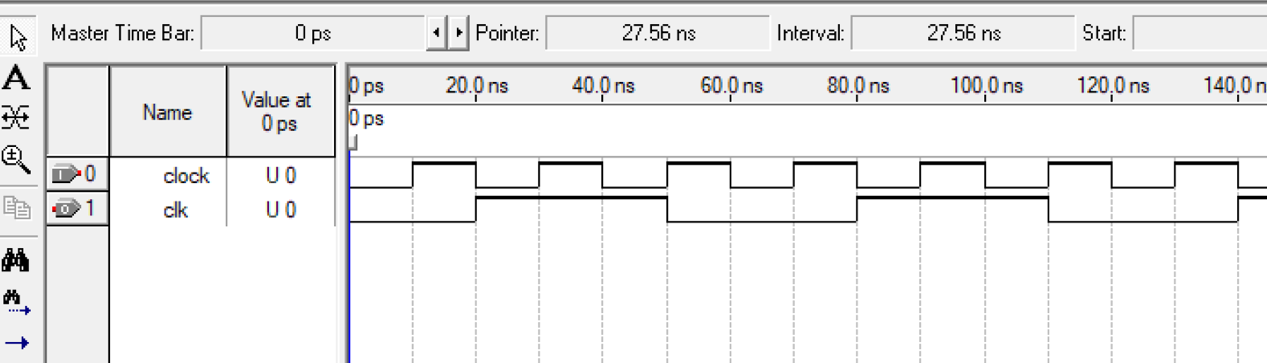 Master Time Bar: 0 ps Pointer: 27.56 ns Interval: 27.56 ns Start:
A
Name
Value at
0 ps
0 ps 20.0 ns 40.0 ns 60.0 ns 80.0 ns 100.0 ns 120.0 ns 140.0 n
0 ps
0 clock U 0
1 clk U 0